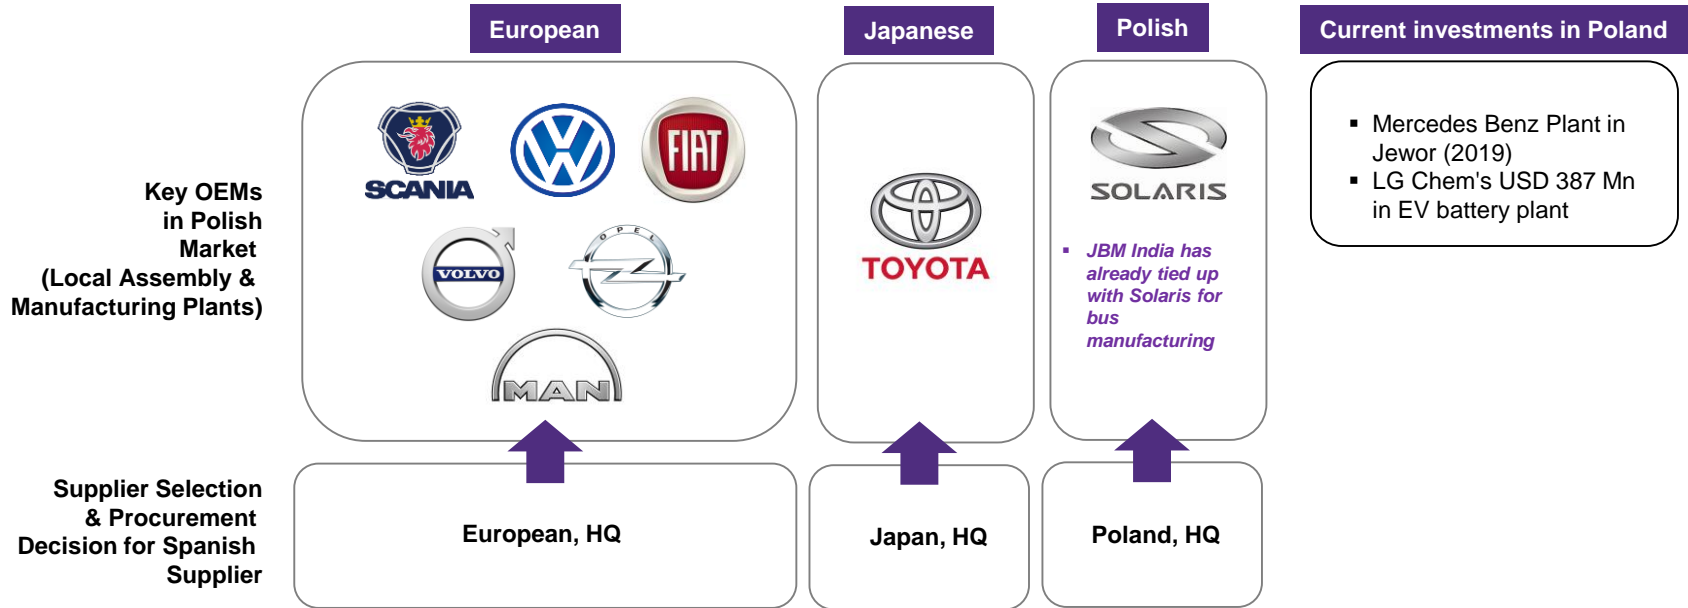 European
Japanese
Polish
Current investments in Poland
Key OEMs
in Polish
Market
(Local Assembly &
Manufacturing Plants)
SCANIA
VW
FIAT
VOLVO
OPEL
MAN
TOYOTA
SOLARIS
▪ JBM India has
already tied up
with Solaris for
bus
manufacturing
▪ Mercedes Benz Plant in
Jewor (2019)
▪ LG Chem's USD 387 Mn
in EV battery plant
Supplier Selection
& Procurement
Decision for Spanish
Supplier
European, HQ
Japan, HQ
Poland, HQ